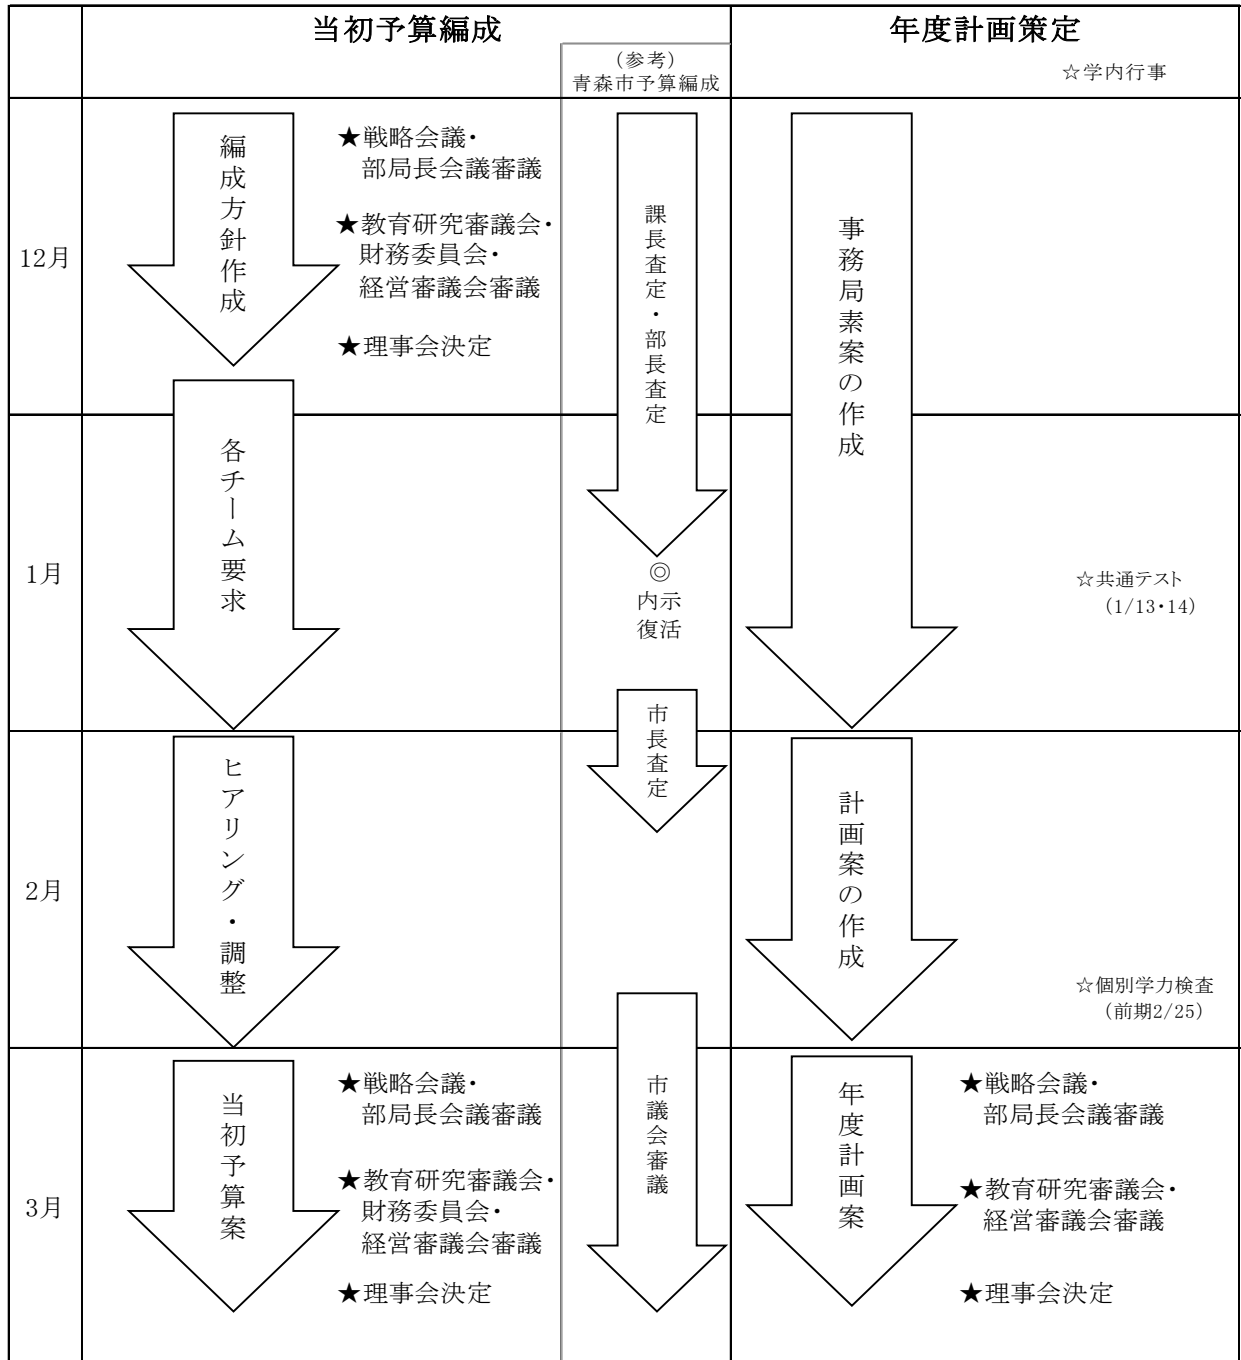 当初予算編成
(参考)
青森市予算編成
年度計画策定
☆学内行事
12月
編成方針作成
★戦略会議・
部局長会議審議
★教育研究審議会・
財務委員会・
経営審議会審議
★理事会決定
課長査定・部長査定
事務局素案の作成
1月
各チーム要求
◎
内示
復活
☆共通テスト
(1/13・14)
市長査定
2月
ヒアリング・調整
計画案の作成
☆個別学力検査
(前期2/25)
3月
当初予算案
★戦略会議・
部局長会議審議
★教育研究審議会・
財務委員会・
経営審議会審議
★理事会決定
市議会審議
年度計画案
★戦略会議・
部局長会議審議
★教育研究審議会・
経営審議会審議
★理事会決定